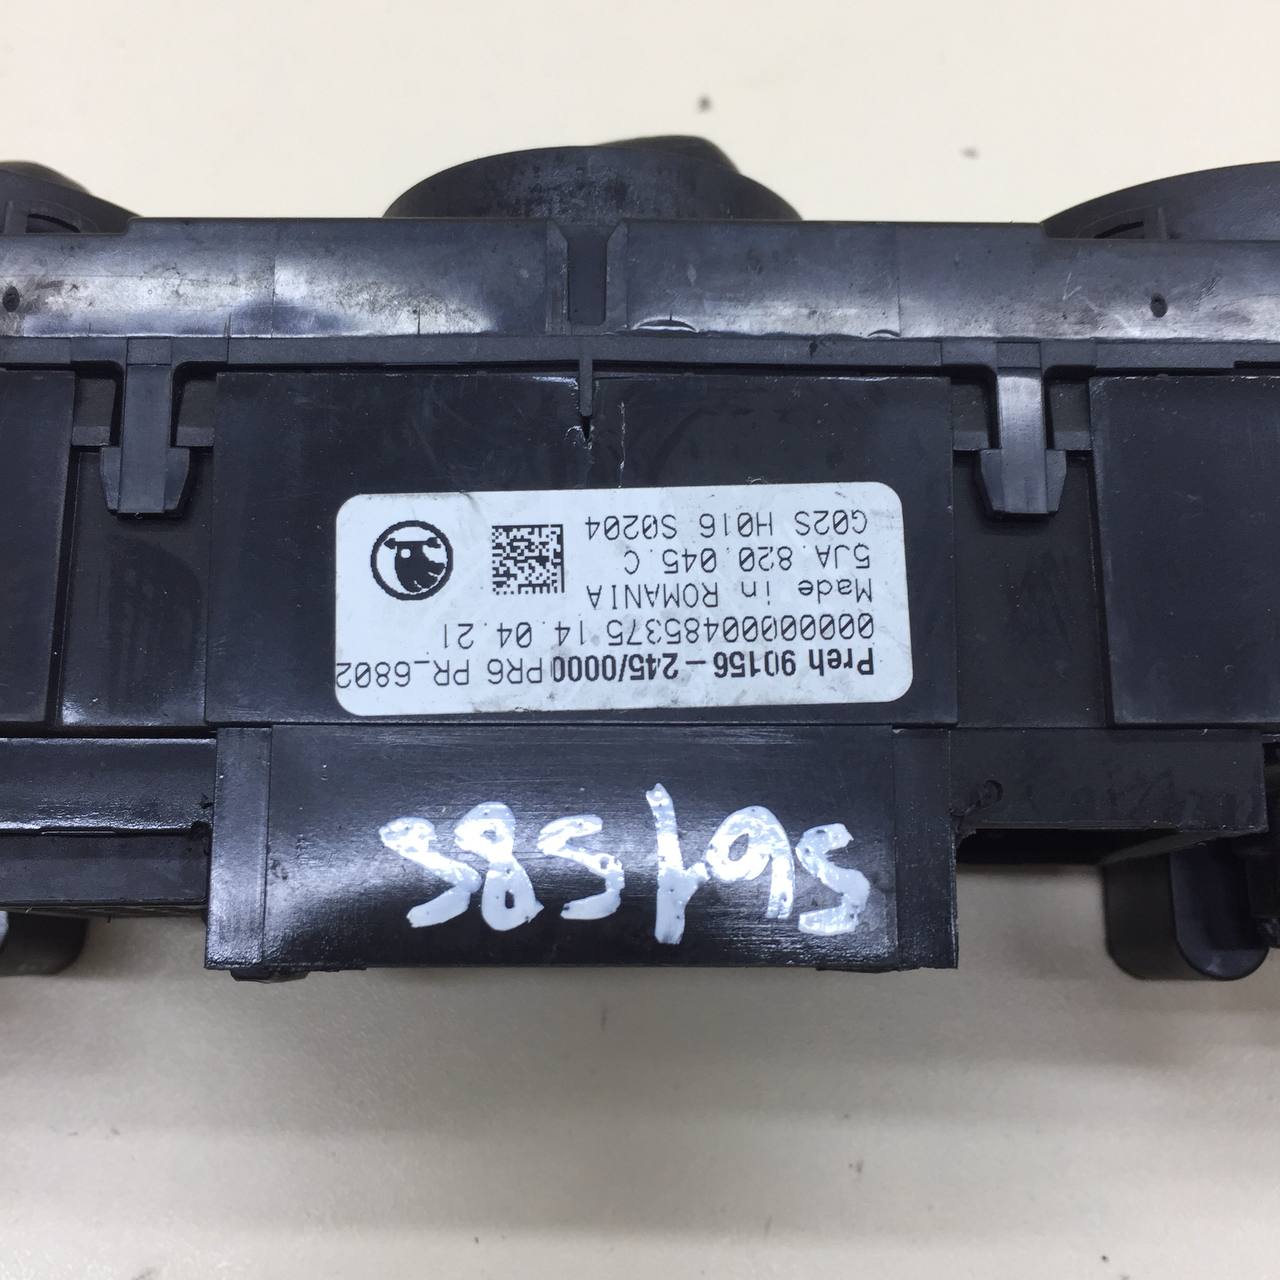 Preh 90156-245/0000 PR6 PR_6802
000000000485375 14.04.21
Made in ROMANIA
5JA.820.045.C
G02S H016 S0204
561585